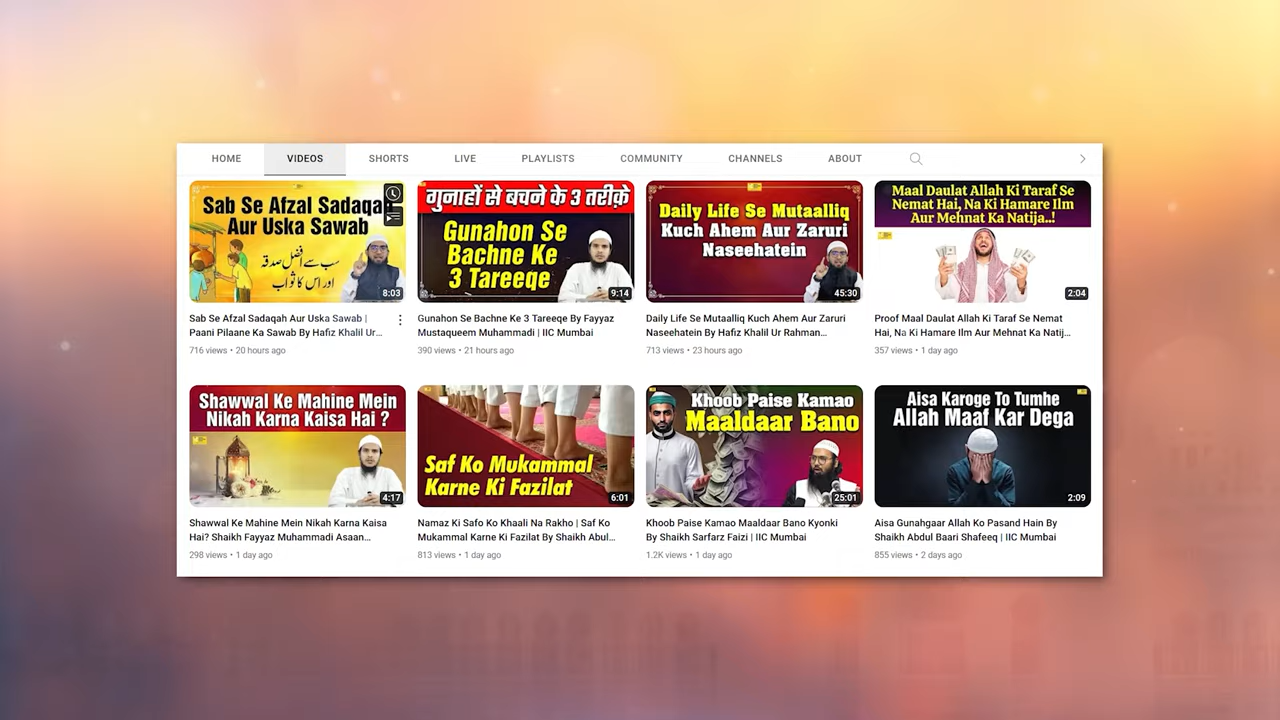 HOME VIDEOS SHORTS LIVE PLAYLISTS COMMUNITY CHANNELS ABOUT
Sab Se Afzal Sadaqah
Aur Uska Sawab
سب سے افضل صدقہ
اور اس کا ثواب
8:03
गुनाहों से बचने के 3 तरीक़े
Gunahon Se
Bachne Ke
3 Tareeqe
9:14
Daily Life Se Mutaalliq
Kuch Ahem Aur Zaruri
Naseehatein
45:30
Maal Daulat Allah Ki Taraf Se
Nemat Hai, Na Ki Hamare Ilm
Aur Mehnat Ka Natija..!
2:04
Sab Se Afzal Sadaqah Aur Uska Sawab |
Paani Pilaane Ka Sawab By Hafiz Khalil Ur...
716 views • 20 hours ago
Gunahon Se Bachne Ke 3 Tareeqe By Fayyaz
Mustaqueem Muhammadi | IIC Mumbai
390 views • 21 hours ago
Daily Life Se Mutaalliq Kuch Ahem Aur Zaruri
Naseehatein By Hafiz Khalil Ur Rahman...
713 views • 23 hours ago
Proof Maal Daulat Allah Ki Taraf Se Nemat
Hai, Na Ki Hamare Ilm Aur Mehnat Ka Natij...
357 views • 1 day ago
Shawwal Ke Mahine Mein
Nikah Karna Kaisa Hai ?
4:17
Saf Ko Mukammal
Karne Ki Fazilat
6:01
Khoob Paise Kamao
Maaldaar Bano
25:01
Aisa Karoge To Tumhe
Allah Maaf Kar Dega
2:09
Shawwal Ke Mahine Mein Nikah Karna Kaisa
Hai? Shaikh Fayyaz Muhammadi Asaan...
298 views • 1 day ago
Namaz Ki Safo Ko Khaali Na Rakho | Saf Ko
Mukammal Karne Ki Fazilat By Shaikh Abul...
813 views • 1 day ago
Khoob Paise Kamao Maaldaar Bano Kyonki
By Shaikh Sarfarz Faizi | IIC Mumbai
1.2K views • 1 day ago
Aisa Gunahgaar Allah Ko Pasand Hain By
Shaikh Abdul Baari Shafeeq | IIC Mumbai
855 views • 2 days ago